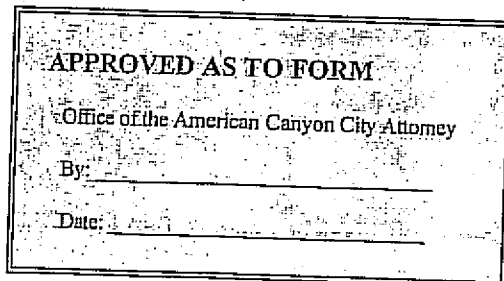 APPROVED AS TO FORM
Office of the American Canyon City Attorney
By:
Date: